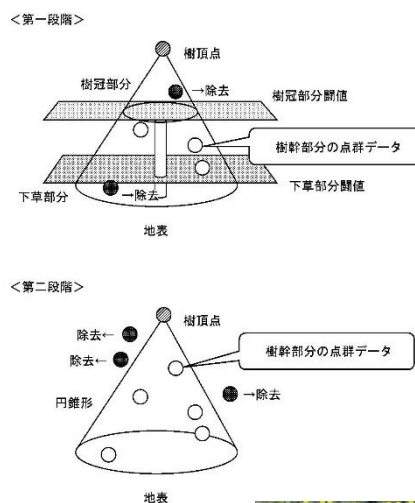 <第一段階>
樹頂点
樹冠部分
→除去
樹冠部分閾値
樹幹部分の点群データ
下草部分
→除去
下草部分閾値
地表
<第二段階>
樹頂点
除去←
樹幹部分の点群データ
除去←
円錐形
→除去
地表